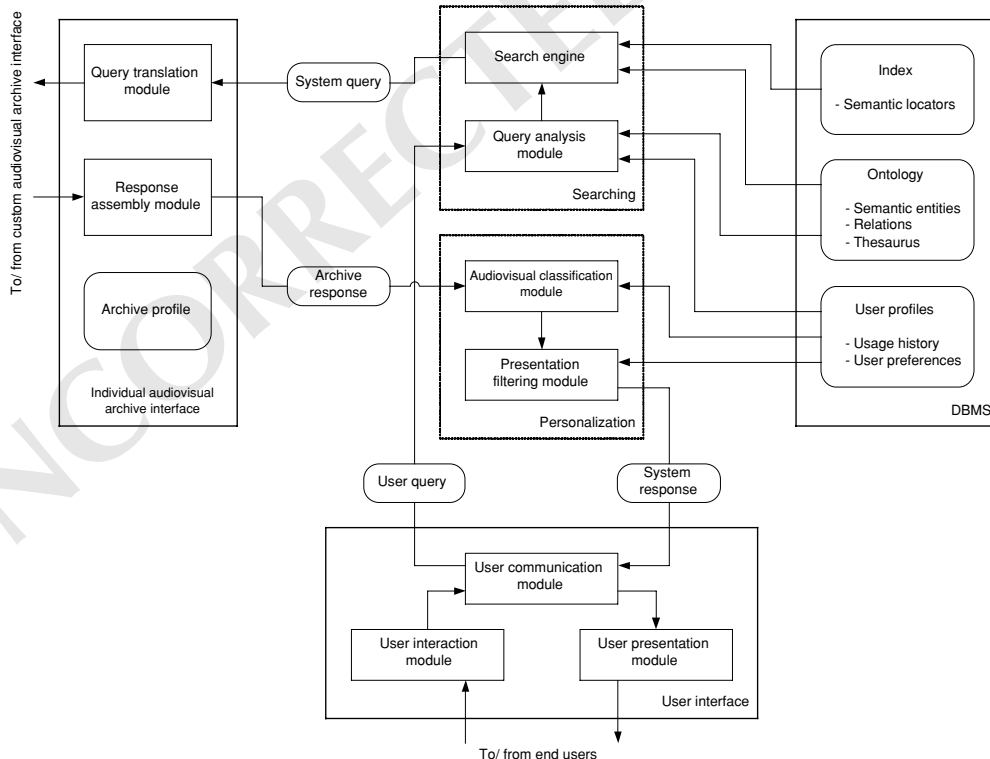 To/ from custom audiovisual archive interface
Query translation
module
Response
assembly module
Archive profile
Individual audiovisual
archive interface
System query
Archive
response
Search engine
Query analysis
module
Searching
Audiovisual classification
module
Presentation
filtering module
Personalization
Index
- Semantic locators
Ontology
- Semantic entities
- Relations
- Thesaurus
User profiles
- Usage history
- User preferences
DBMS
User query
System
response
User communication
module
User interaction
module
User presentation
module
User interface
To/ from end users
NCORRECTE